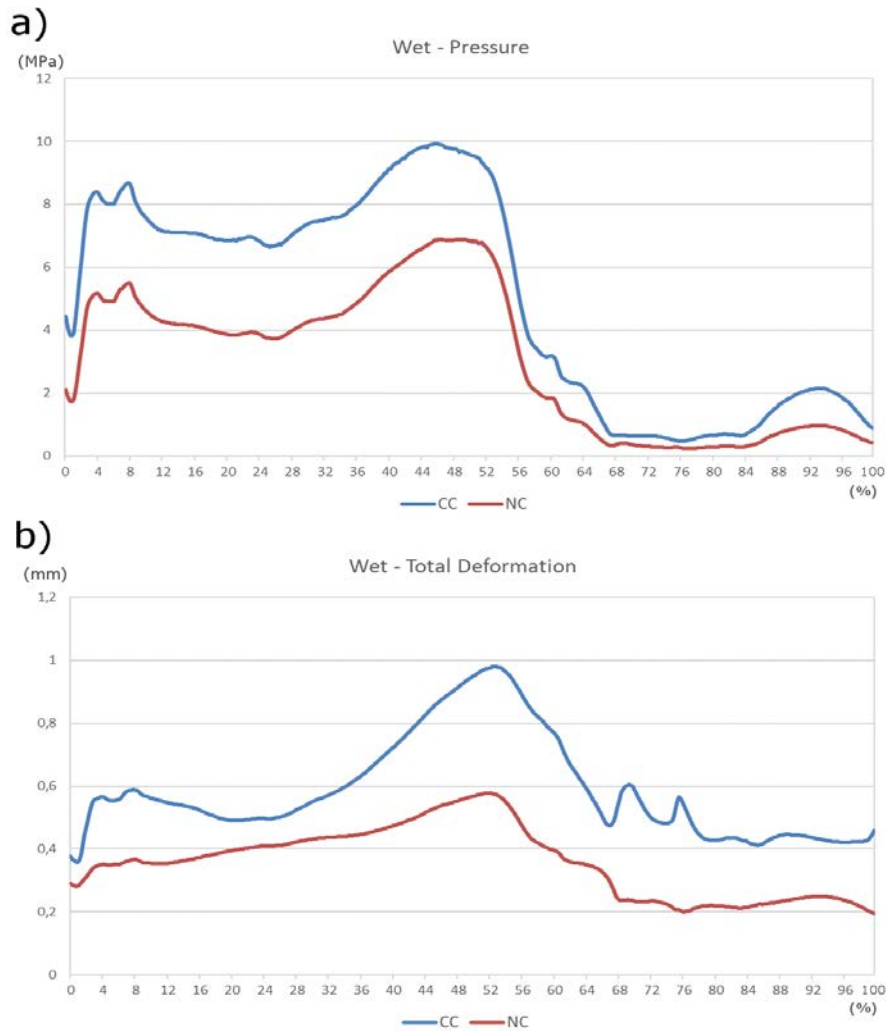 a)
Wet - Pressure
(MPa)
12
10
8
6
4
2
0
0 4 8 12 16 20 24 28 32 36 40 44 48 52 56 60 64 68 72 76 80 84 88 92 96 100
(%)
CC NC
b)
(mm)
Wet - Total Deformation
1,2
1
0,8
0,6
0,4
0,2
0
0 4 8 12 16 20 24 28 32 36 40 44 48 52 56 60 64 68 72 76 80 84 88 92 96 100
(%)
CC NC